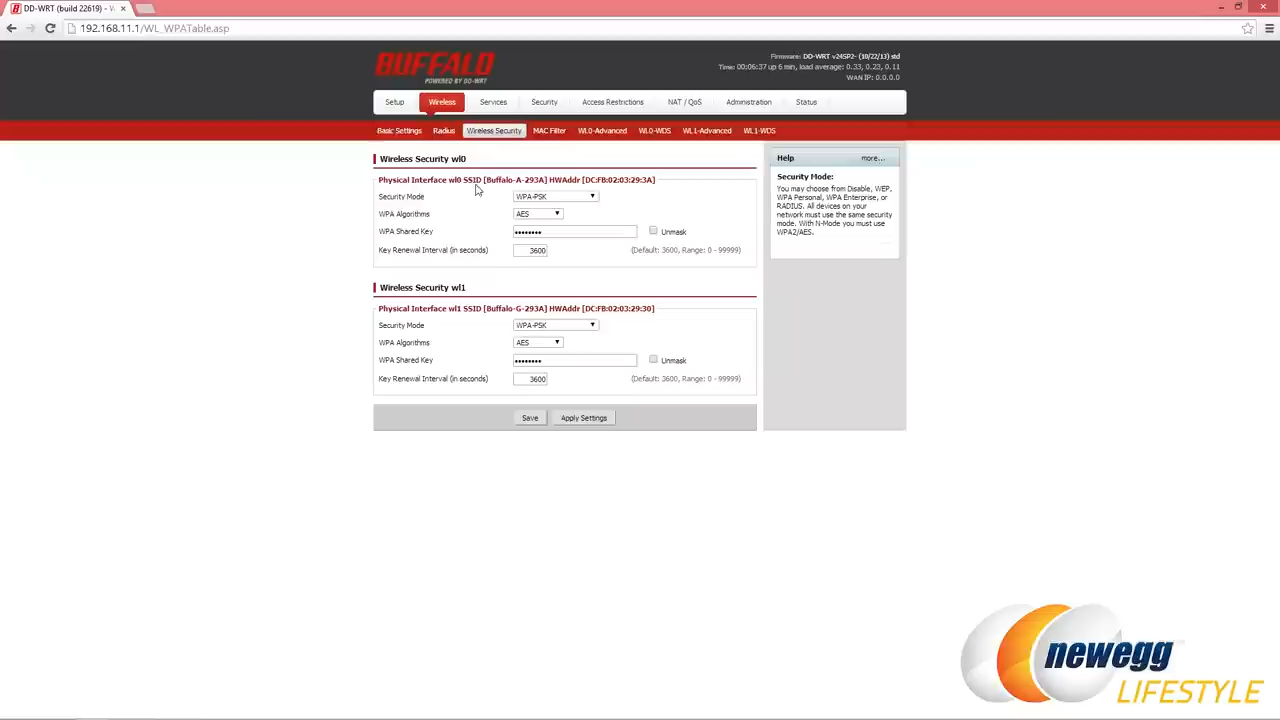 DD-WRT (build 22619) - W
192.168.11.1/WL_WPATable.asp
BUFFALO
POWERED BY DD-WRT
Firmware: DD-WRT v24SP2- (10/22/13) std
Time: 00:06:37 up 6 min, load average: 0.33, 0.23, 0.11
WAN IP: 0.0.0.0
Setup Wireless Services Security Access Restrictions NAT / QoS Administration Status
Basic Settings Radius Wireless Security MAC Filter WL0-Advanced WL0-WDS WL1-Advanced WL1-WDS
Wireless Security wl0
Physical Interface wl0 SSID [Buffalo-A-293A] HWAddr [DC:FB:02:03:29:3A]
Security Mode WPA-PSK
WPA Algorithms AES
WPA Shared Key •••••••• Unmask
Key Renewal Interval (in seconds) 3600 (Default: 3600, Range: 0 - 99999)
Wireless Security wl1
Physical Interface wl1 SSID [Buffalo-G-293A] HWAddr [DC:FB:02:03:29:30]
Security Mode WPA-PSK
WPA Algorithms AES
WPA Shared Key •••••••• Unmask
Key Renewal Interval (in seconds) 3600 (Default: 3600, Range: 0 - 99999)
Save Apply Settings
Help more...
Security Mode:
You may choose from Disable, WEP,
WPA Personal, WPA Enterprise, or
RADIUS. All devices on your
network must use the same security
mode. With N-Mode you must use
WPA2/AES.
newegg
LIFESTYLE